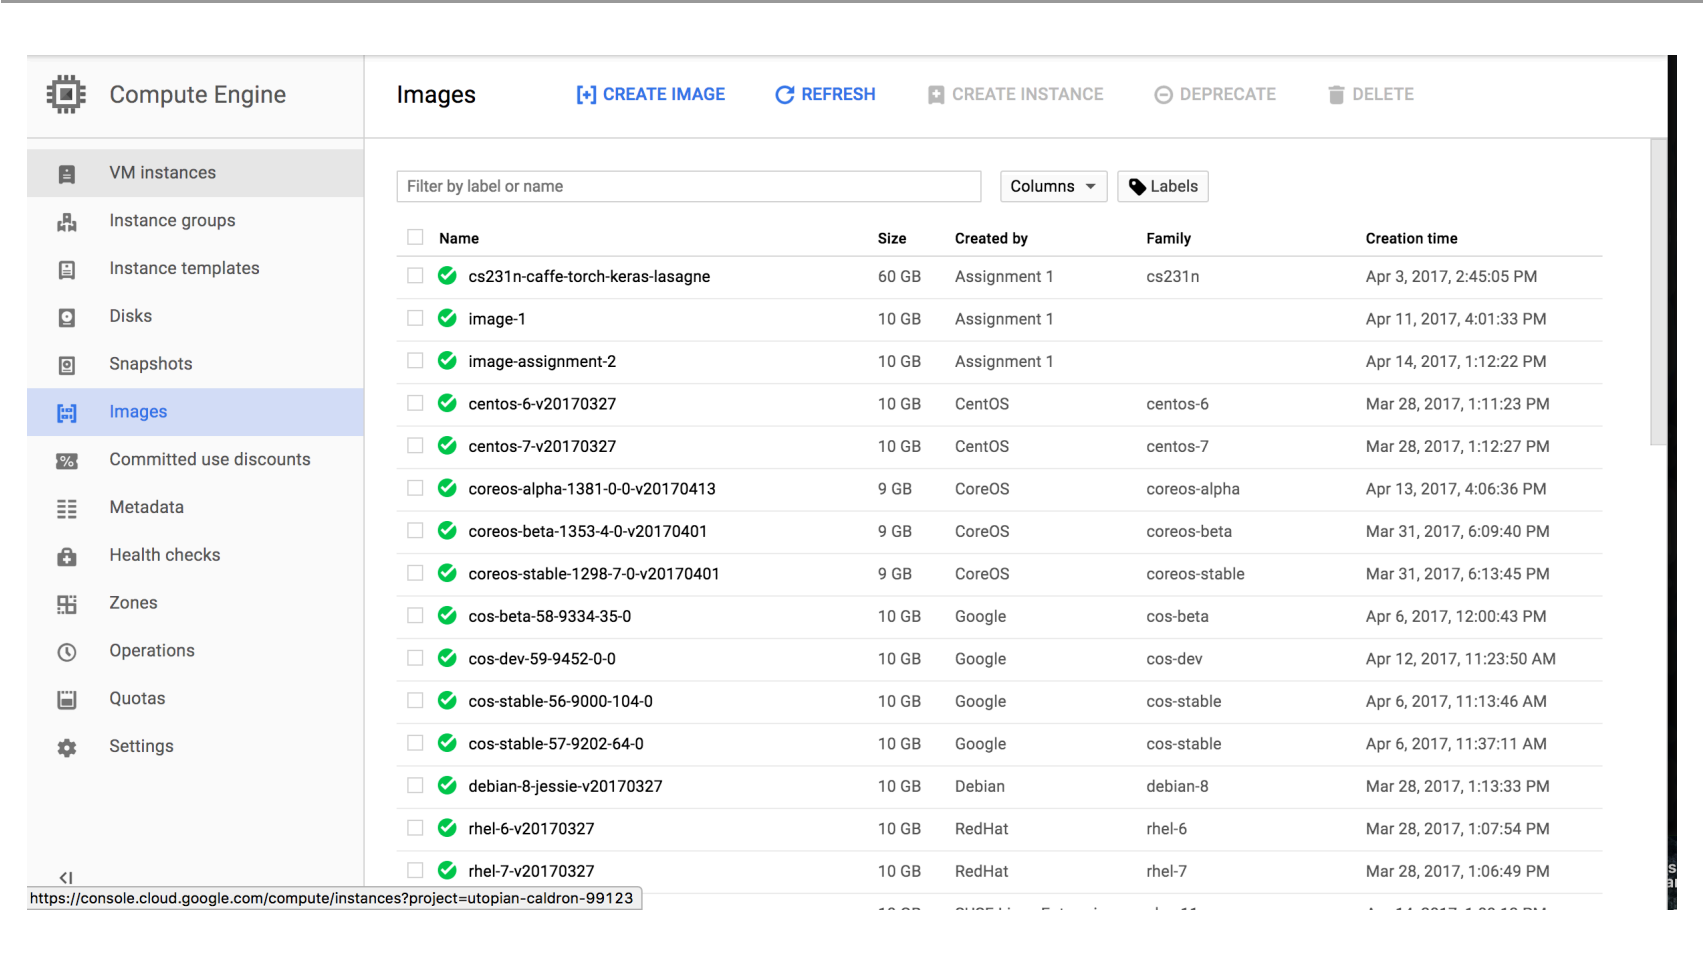 Compute Engine
Images
CREATE IMAGE
REFRESH
CREATE INSTANCE
DEPRECATE
DELETE
VM instances
Instance groups
Instance templates
Disks
Snapshots
Images
Committed use discounts
Metadata
Health checks
Zones
Operations
Quotas
Settings
Filter by label or name
Columns
Labels
Name Size Created by Family Creation time
cs231n-caffe-torch-keras-lasagne 60 GB Assignment 1 cs231n Apr 3, 2017, 2:45:05 PM
image-1 10 GB Assignment 1 Apr 11, 2017, 4:01:33 PM
image-assignment-2 10 GB Assignment 1 Apr 14, 2017, 1:12:22 PM
centos-6-v20170327 10 GB CentOS centos-6 Mar 28, 2017, 1:11:23 PM
centos-7-v20170327 10 GB CentOS centos-7 Mar 28, 2017, 1:12:27 PM
coreos-alpha-1381-0-0-v20170413 9 GB CoreOS coreos-alpha Apr 13, 2017, 4:06:36 PM
coreos-beta-1353-4-0-v20170401 9 GB CoreOS coreos-beta Mar 31, 2017, 6:09:40 PM
coreos-stable-1298-7-0-v20170401 9 GB CoreOS coreos-stable Mar 31, 2017, 6:13:45 PM
cos-beta-58-9334-35-0 10 GB Google cos-beta Apr 6, 2017, 12:00:43 PM
cos-dev-59-9452-0-0 10 GB Google cos-dev Apr 12, 2017, 11:23:50 AM
cos-stable-56-9000-104-0 10 GB Google cos-stable Apr 6, 2017, 11:13:46 AM
cos-stable-57-9202-64-0 10 GB Google cos-stable Apr 6, 2017, 11:37:11 AM
debian-8-jessie-v20170327 10 GB Debian debian-8 Mar 28, 2017, 1:13:33 PM
rhel-6-v20170327 10 GB RedHat rhel-6 Mar 28, 2017, 1:07:54 PM
rhel-7-v20170327 10 GB RedHat rhel-7 Mar 28, 2017, 1:06:49 PM
https://console.cloud.google.com/compute/instances?project=utopian-caldron-99123